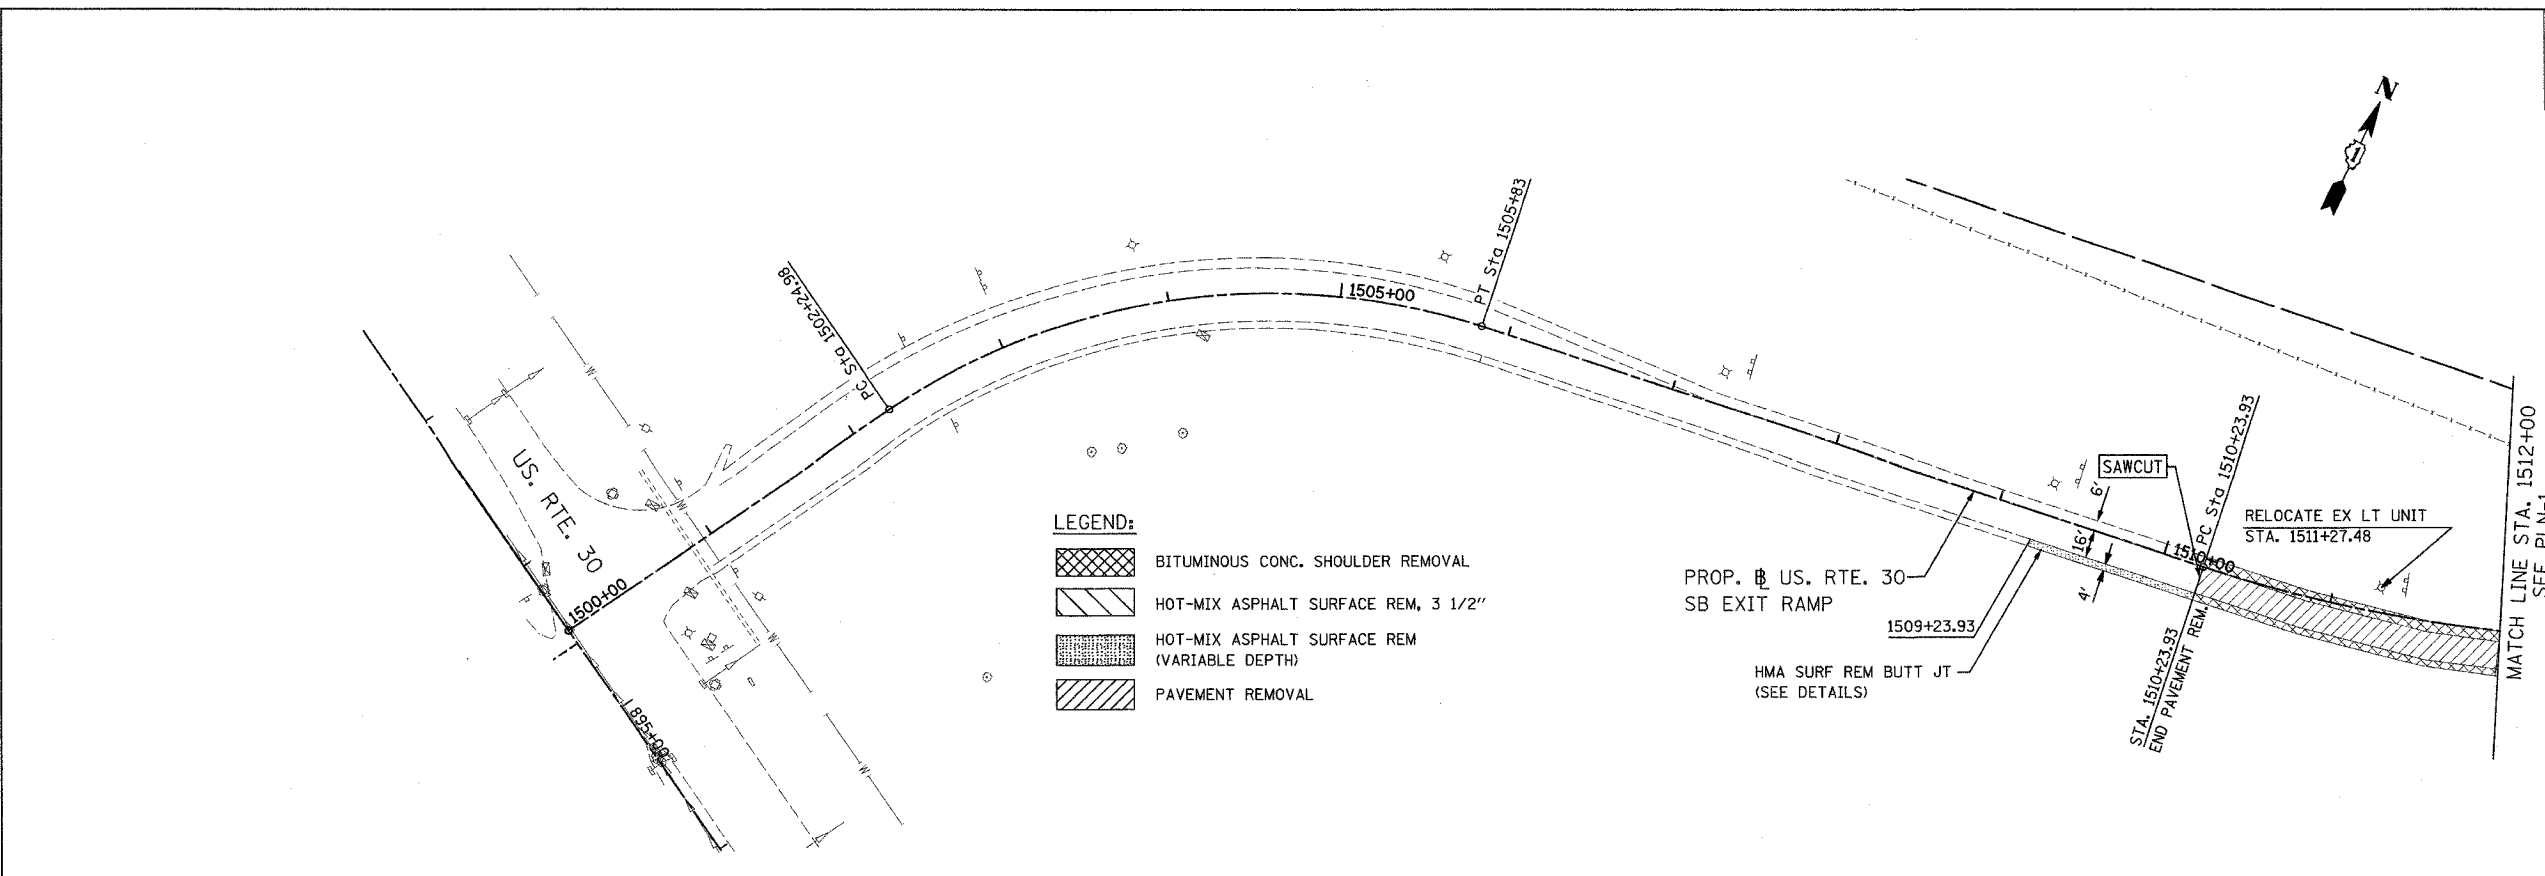 N
1
PC Sta 1502+24.98
1505+00
PT Sta 1505+83
US. RTE. 30
1500+00
895+00
W
W
W
W
LEGEND:
BITUMINOUS CONC. SHOULDER REMOVAL
HOT-MIX ASPHALT SURFACE REM, 3 1/2"
HOT-MIX ASPHALT SURFACE REM
(VARIABLE DEPTH)
PAVEMENT REMOVAL
PROP. ℄ US. RTE. 30
SB EXIT RAMP
1509+23.93
HMA SURF REM BUTT JT
(SEE DETAILS)
6'
16'
4'
SAWCUT
PC Sta 1510+23.93
1510+00
STA. 1510+23.93
END PAVEMENT REM.
RELOCATE EX LT UNIT
STA. 1511+27.48
MATCH LINE STA. 1512+00
SEE PLN-1